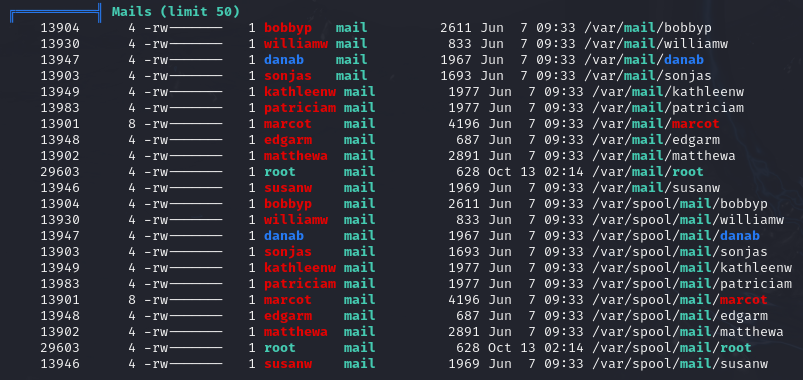 ╔══════════╣ Mails (limit 50)
13904 4 -rw------- 1 bobbyp mail 2611 Jun 7 09:33 /var/mail/bobbyp
13930 4 -rw------- 1 williamw mail 833 Jun 7 09:33 /var/mail/williamw
13947 4 -rw------- 1 danab mail 1967 Jun 7 09:33 /var/mail/danab
13903 4 -rw------- 1 sonjas mail 1693 Jun 7 09:33 /var/mail/sonjas
13949 4 -rw------- 1 kathleenw mail 1977 Jun 7 09:33 /var/mail/kathleenw
13983 4 -rw------- 1 patriciam mail 1977 Jun 7 09:33 /var/mail/patriciam
13901 8 -rw------- 1 marcot mail 4196 Jun 7 09:33 /var/mail/marcot
13948 4 -rw------- 1 edgarm mail 687 Jun 7 09:33 /var/mail/edgarm
13902 4 -rw------- 1 matthewa mail 2891 Jun 7 09:33 /var/mail/matthewa
29603 4 -rw------- 1 root mail 628 Oct 13 02:14 /var/mail/root
13946 4 -rw------- 1 susanw mail 1969 Jun 7 09:33 /var/mail/susanw
13904 4 -rw------- 1 bobbyp mail 2611 Jun 7 09:33 /var/spool/mail/bobbyp
13930 4 -rw------- 1 williamw mail 833 Jun 7 09:33 /var/spool/mail/williamw
13947 4 -rw------- 1 danab mail 1967 Jun 7 09:33 /var/spool/mail/danab
13903 4 -rw------- 1 sonjas mail 1693 Jun 7 09:33 /var/spool/mail/sonjas
13949 4 -rw------- 1 kathleenw mail 1977 Jun 7 09:33 /var/spool/mail/kathleenw
13983 4 -rw------- 1 patriciam mail 1977 Jun 7 09:33 /var/spool/mail/patriciam
13901 8 -rw------- 1 marcot mail 4196 Jun 7 09:33 /var/spool/mail/marcot
13948 4 -rw------- 1 edgarm mail 687 Jun 7 09:33 /var/spool/mail/edgarm
13902 4 -rw------- 1 matthewa mail 2891 Jun 7 09:33 /var/spool/mail/matthewa
29603 4 -rw------- 1 root mail 628 Oct 13 02:14 /var/spool/mail/root
13946 4 -rw------- 1 susanw mail 1969 Jun 7 09:33 /var/spool/mail/susanw